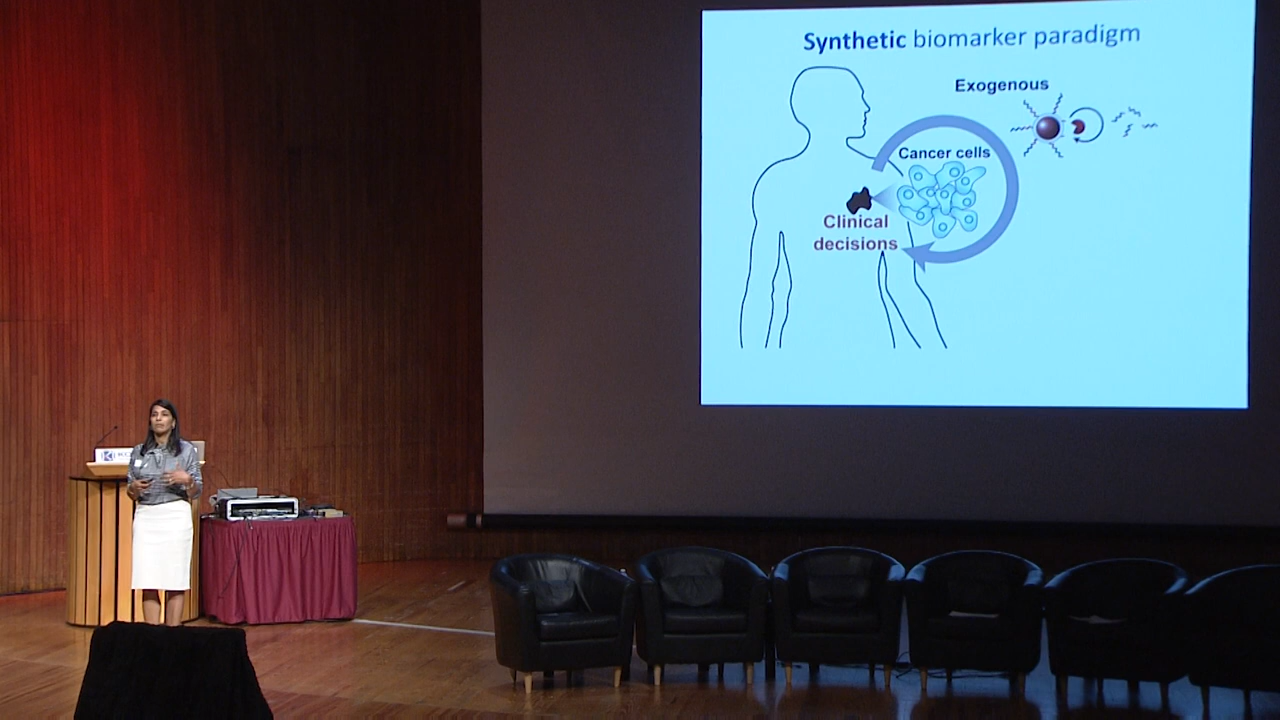 Synthetic biomarker paradigm
Exogenous
Cancer cells
Clinical
decisions